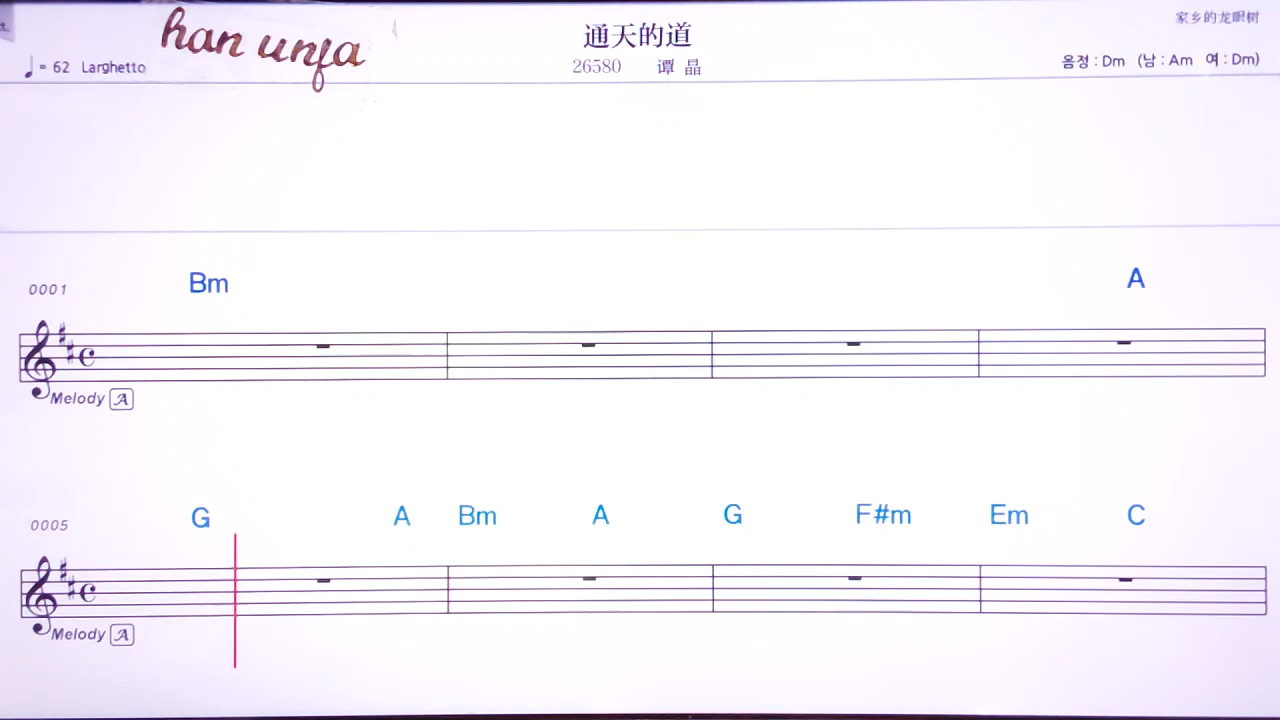 han unfa
通天的道
家乡的龙眼树
♩= 62 Larghetto
26580 谭 晶
음정 : Dm (남 : Am 여 : Dm)
0001 Bm A
Melody A
0005 G A Bm A G F#m Em C
Melody A